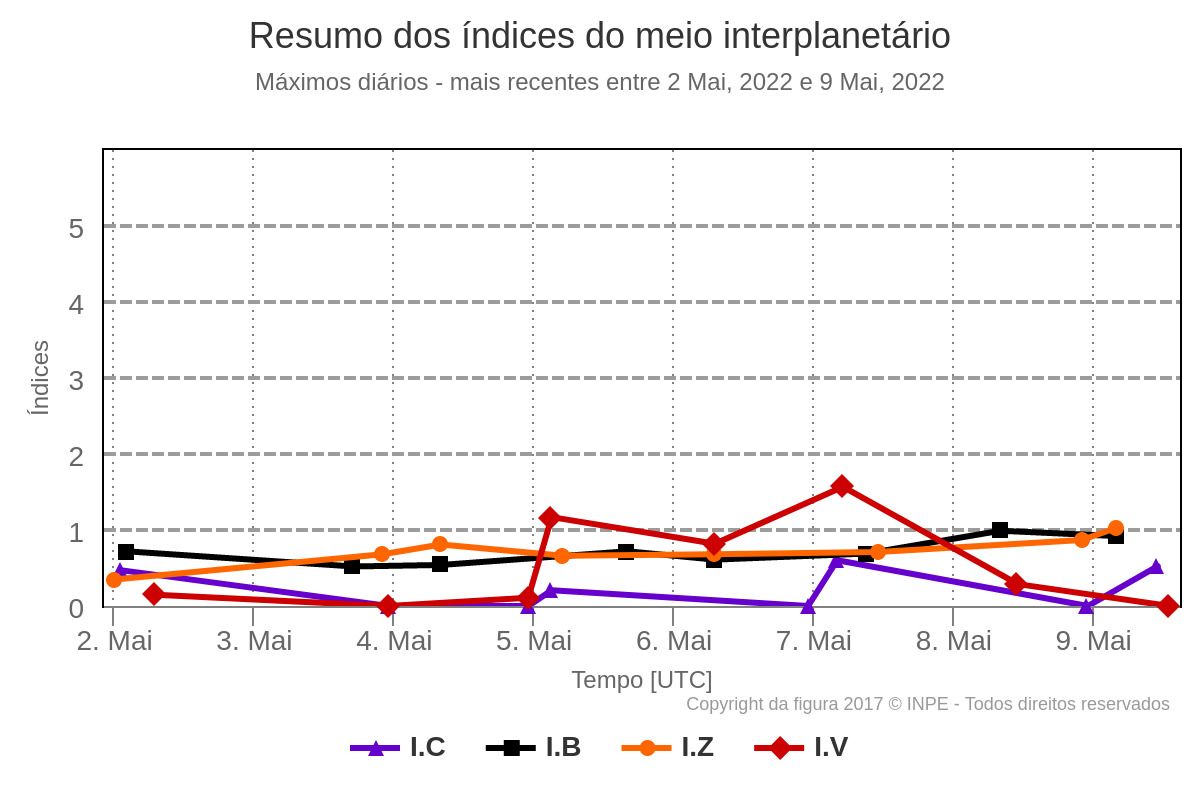 Resumo dos índices do meio interplanetário
Máximos diários - mais recentes entre 2 Mai, 2022 e 9 Mai, 2022
Índices
5
4
3
2
1
0
2. Mai 3. Mai 4. Mai 5. Mai 6. Mai 7. Mai 8. Mai 9. Mai
Tempo [UTC]
Copyright da figura 2017 © INPE - Todos direitos reservados
I.C I.B I.Z I.V